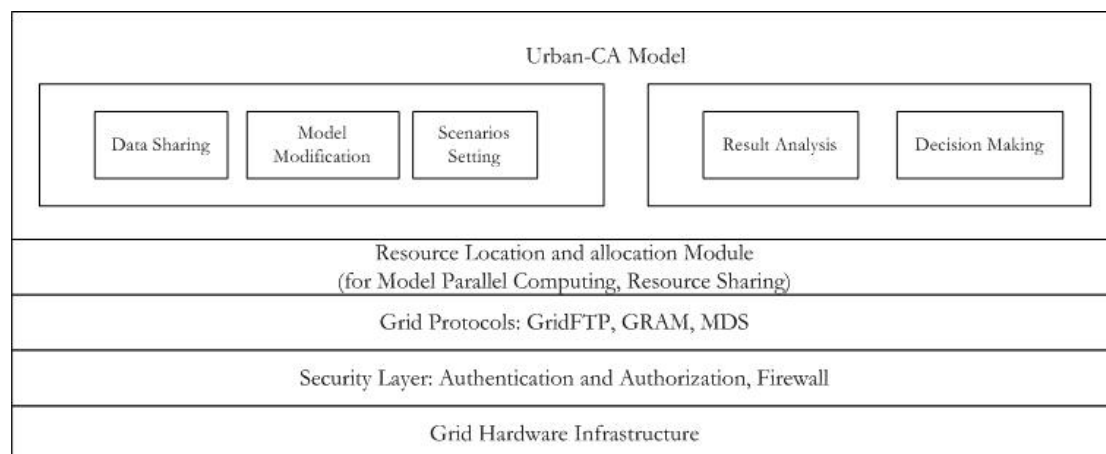 Urban-CA Model
Data Sharing
Model
Modification
Scenarios
Setting
Result Analysis
Decision Making
Resource Location and allocation Module
(for Model Parallel Computing, Resource Sharing)
Grid Protocols: GridFTP, GRAM, MDS
Security Layer: Authentication and Authorization, Firewall
Grid Hardware Infrastructure